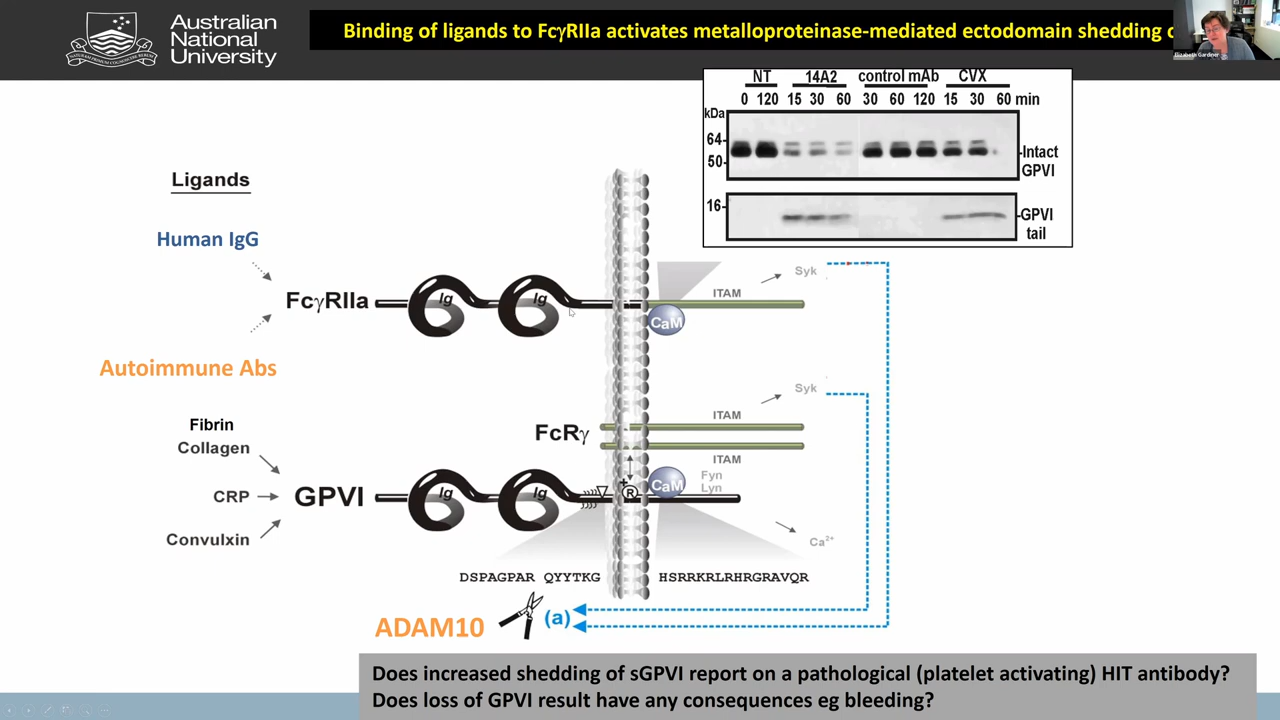 Australian
National
University
Binding of ligands to FcγRIIa activates metalloproteinase-mediated ectodomain shedding
Elizabeth Gardiner
NT 14A2 control mAb CVX
0 120 15 30 60 30 60 120 15 30 60 min
kDa
64
50
-Intact
GPVI
16
-GPVI
tail
Ligands
Human IgG
FcγRIIa
Ig Ig
CaM
ITAM
Syk
Autoimmune Abs
Syk
Fibrin
Collagen
FcRγ
ITAM
ITAM
CRP
GPVI
Ig Ig
+
R
CaM
Fyn
Lyn
Convulxin
Ca2+
DSPAGPAR QYYTKG HSRRKRLRHRGRAVQR
ADAM10
(a)
Does increased shedding of sGPVI report on a pathological (platelet activating) HIT antibody?
Does loss of GPVI result have any consequences eg bleeding?